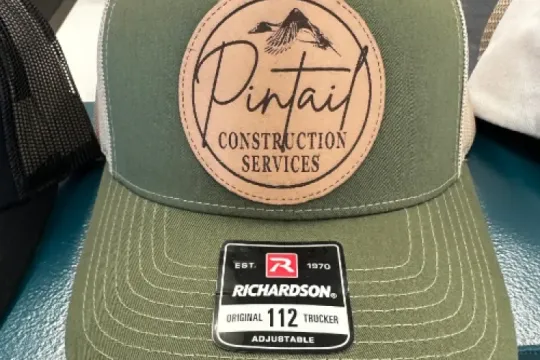 Pintail
CONSTRUCTION
SERVICES
EST. R 1970
RICHARDSON®
ORIGINAL 112 TRUCKER
ADJUSTABLE